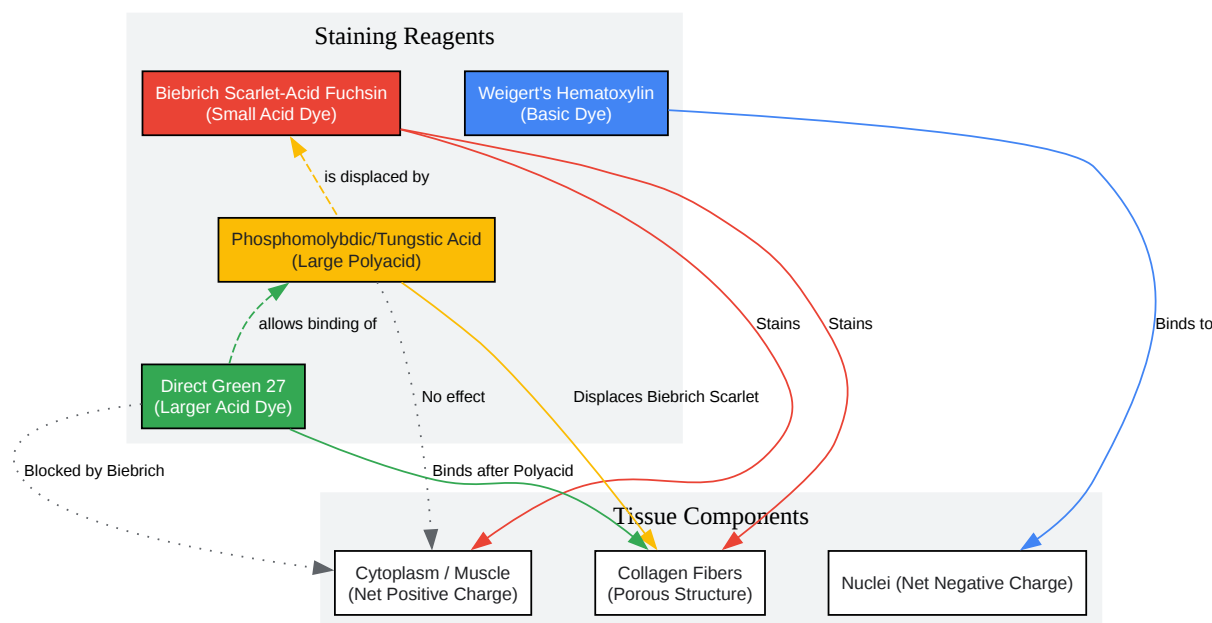 Staining Reagents
Biebrich Scarlet-Acid Fuchsin
(Small Acid Dye)
Weigert's Hematoxylin
(Basic Dye)
is displaced by
Phosphomolybdic/Tungstic Acid
(Large Polyacid)
allows binding of
Stains
Stains
Binds to
Direct Green 27
(Larger Acid Dye)
No effect
Displaces Biebrich Scarlet
Blocked by Biebrich
Binds after Polyacid
Tissue Components
Cytoplasm / Muscle
(Net Positive Charge)
Collagen Fibers
(Porous Structure)
Nuclei (Net Negative Charge)